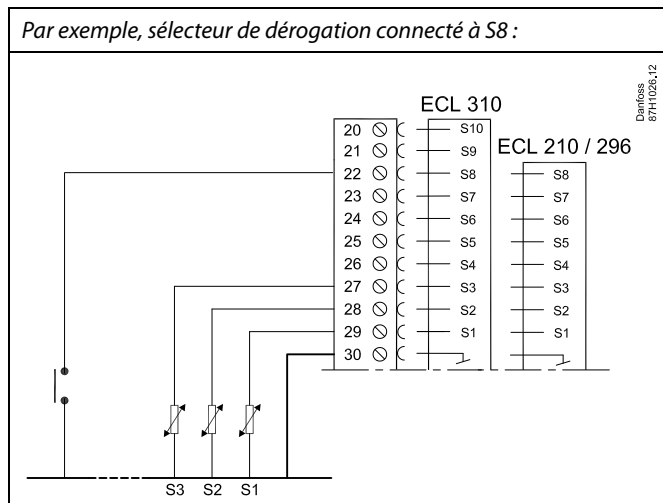 Par exemple, sélecteur de dérogation connecté à S8 :
Danfoss
87H1026.12
ECL 310
ECL 210 / 296
20 S10
21 S9
22 S8 S8
23 S7 S7
24 S6 S6
25 S5 S5
26 S4 S4
27 S3 S3
28 S2 S2
29 S1 S1
30
S3 S2 S1